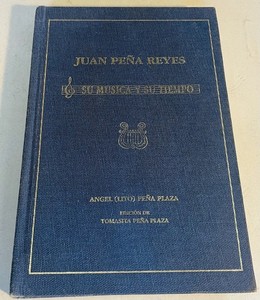 JUAN PEÑA REYES
SU MUSICA Y SU TIEMPO
ANGEL (LITO) PEÑA PLAZA
EDICIÓN DE
TOMASITA PEÑA PLAZA